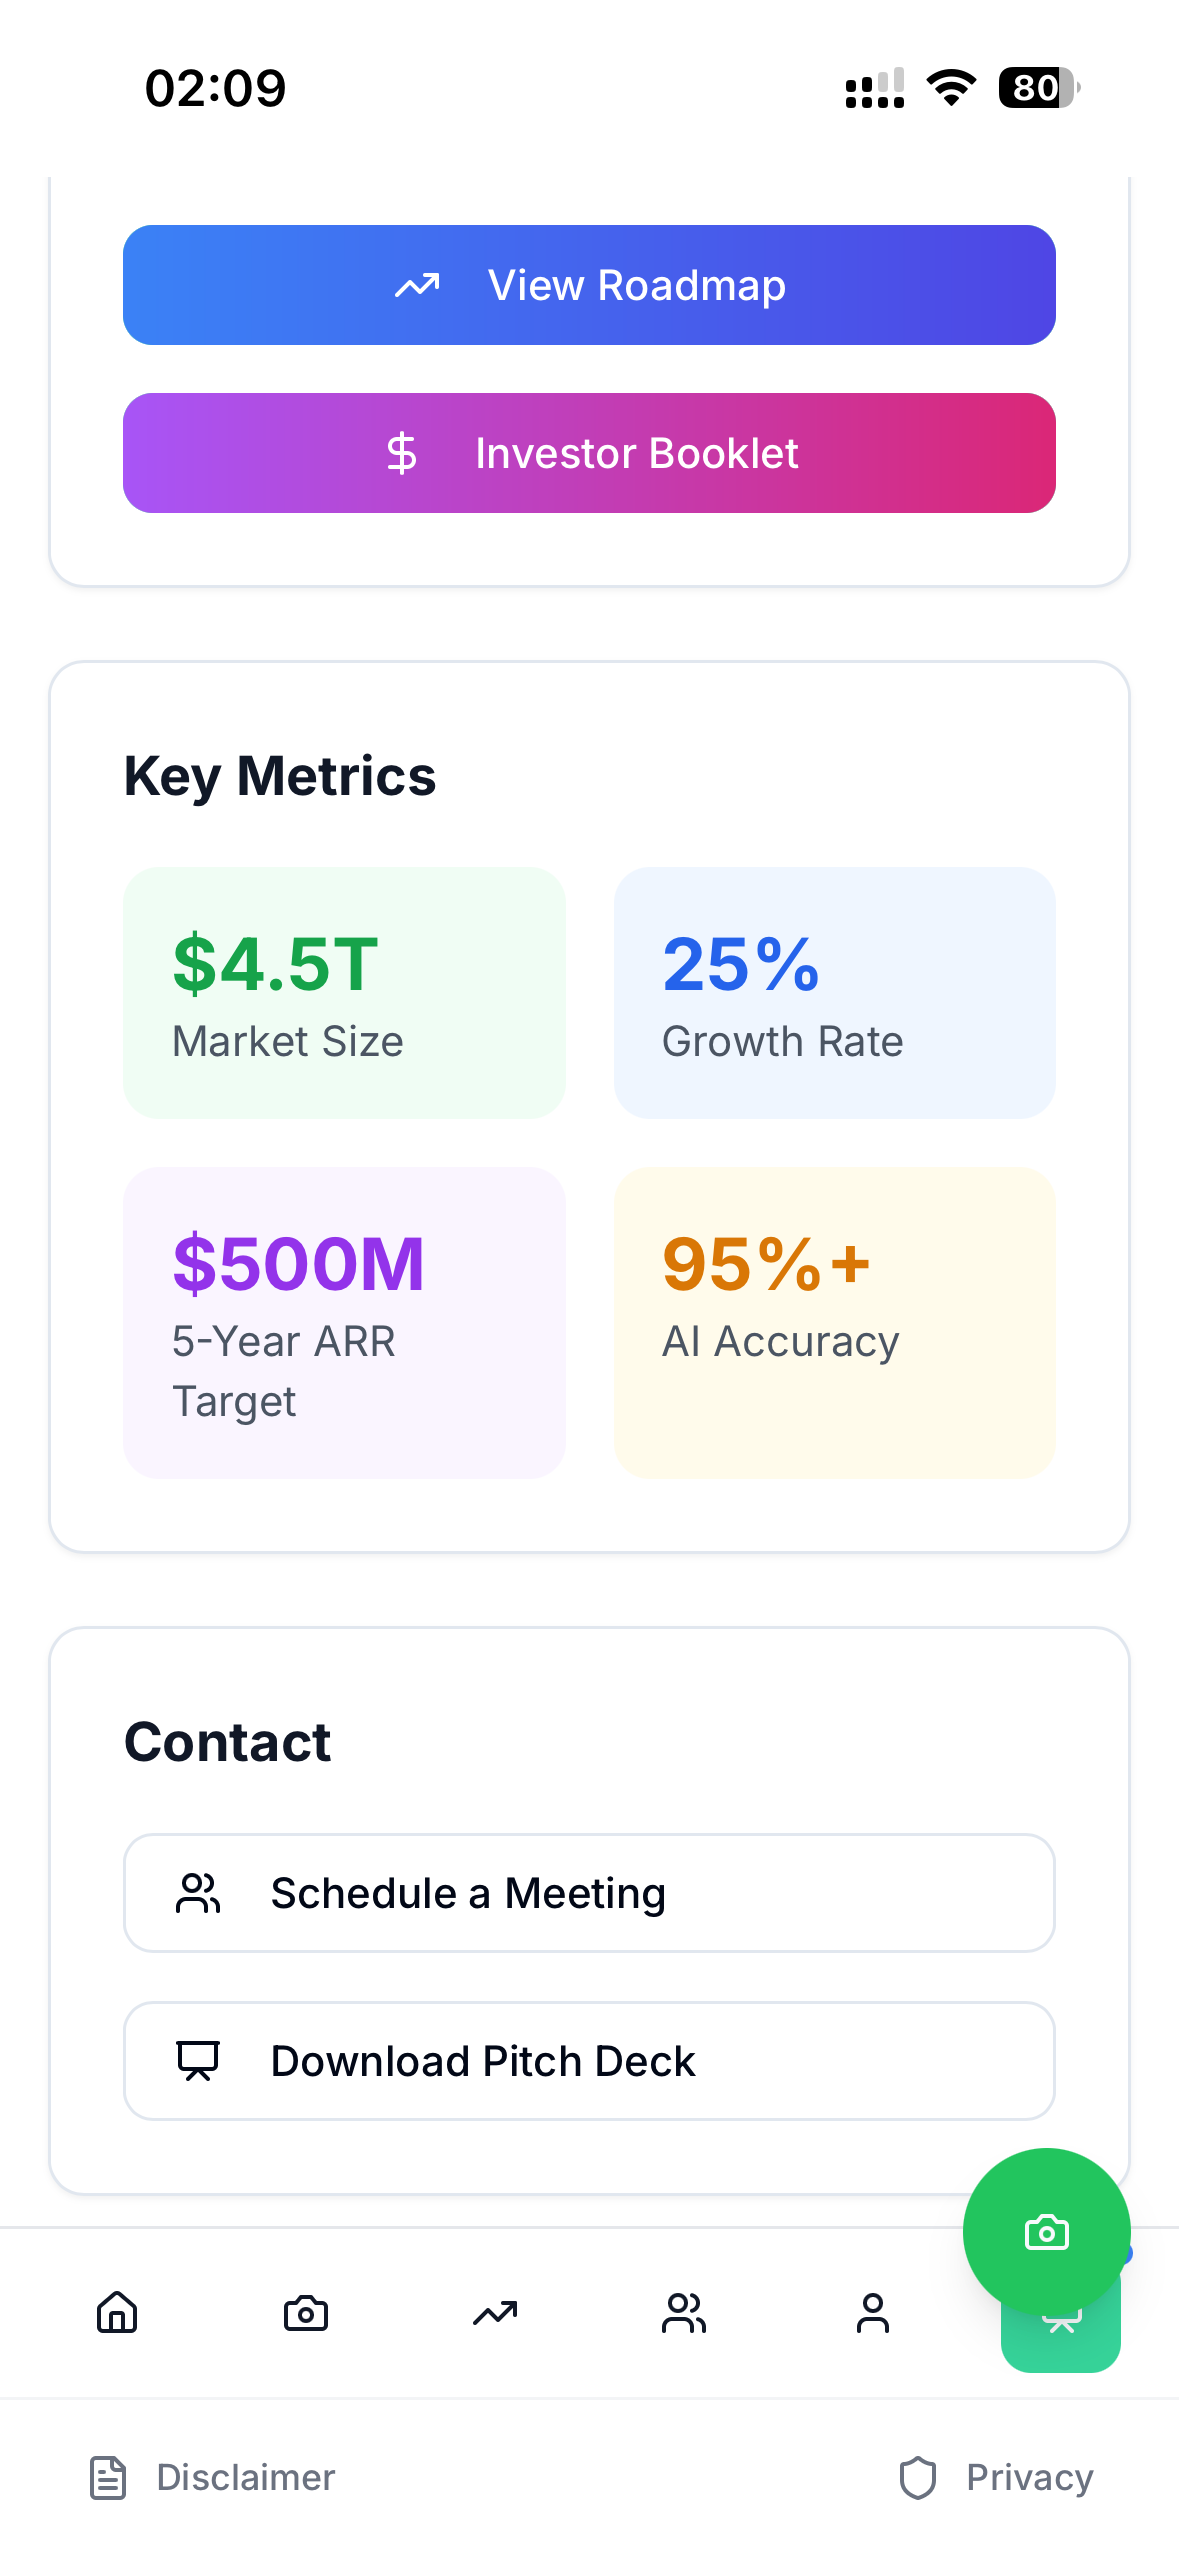 02:09
80
View Roadmap
Investor Booklet
Key Metrics
$4.5T
Market Size
25%
Growth Rate
$500M
5-Year ARR
Target
95%+
AI Accuracy
Contact
Schedule a Meeting
Download Pitch Deck
Disclaimer
Privacy